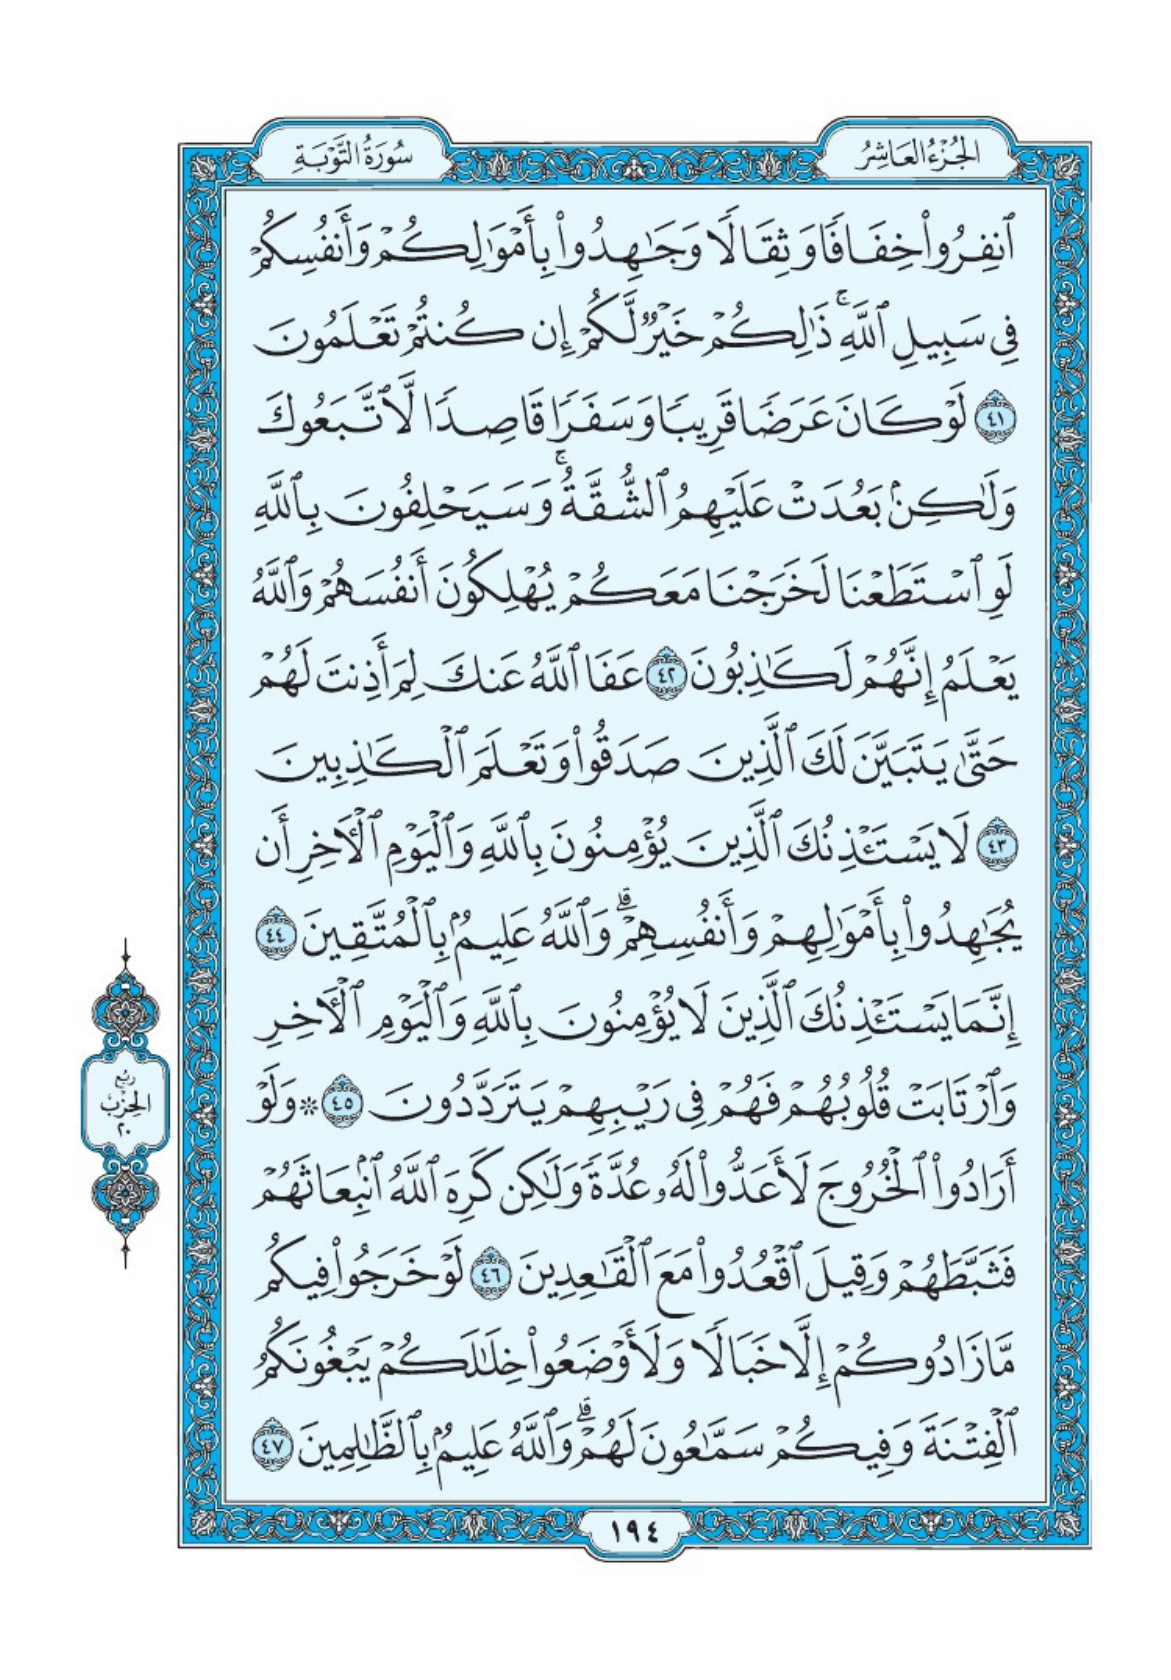 الجُزْءُ العَاشِرُ
سُورَةُ التَّوْبَةِ
ٱنفِرُوا۟ خِفَافًا وَثِقَالًا وَجَٰهِدُوا۟ بِأَمْوَٰلِكُمْ وَأَنفُسِكُمْ
فِى سَبِيلِ ٱللَّهِ ۚ ذَٰلِكُمْ خَيْرٌ لَّكُمْ إِن كُنتُمْ تَعْلَمُونَ
٤١ لَوْ كَانَ عَرَضًا قَرِيبًا وَسَفَرًا قَاصِدًا لَّٱتَّبَعُوكَ
وَلَٰكِنۢ بَعُدَتْ عَلَيْهِمُ ٱلشُّقَّةُ ۚ وَسَيَحْلِفُونَ بِٱللَّهِ
لَوِ ٱسْتَطَعْنَا لَخَرَجْنَا مَعَكُمْ يُهْلِكُونَ أَنفُسَهُمْ وَٱللَّهُ
يَعْلَمُ إِنَّهُمْ لَكَٰذِبُونَ ٤٢ عَفَا ٱللَّهُ عَنكَ لِمَ أَذِنتَ لَهُمْ
حَتَّىٰ يَتَبَيَّنَ لَكَ ٱلَّذِينَ صَدَقُوا۟ وَتَعْلَمَ ٱلْكَٰذِبِينَ
٤٣ لَا يَسْتَـْٔذِنُكَ ٱلَّذِينَ يُؤْمِنُونَ بِٱللَّهِ وَٱلْيَوْمِ ٱلْـَٔاخِرِ أَن
يُجَٰهِدُوا۟ بِأَمْوَٰلِهِمْ وَأَنفُسِهِمْ ۗ وَٱللَّهُ عَلِيمٌۢ بِٱلْمُتَّقِينَ ٤٤
إِنَّمَا يَسْتَـْٔذِنُكَ ٱلَّذِينَ لَا يُؤْمِنُونَ بِٱللَّهِ وَٱلْيَوْمِ ٱلْـَٔاخِرِ
وَٱرْتَابَتْ قُلُوبُهُمْ فَهُمْ فِى رَيْبِهِمْ يَتَرَدَّدُونَ ٤٥ * وَلَوْ
أَرَادُوا۟ ٱلْخُرُوجَ لَأَعَدُّوا۟ لَهُۥ عُدَّةً وَلَٰكِن كَرِهَ ٱللَّهُ ٱنۢبِعَاثَهُمْ
فَثَبَّطَهُمْ وَقِيلَ ٱقْعُدُوا۟ مَعَ ٱلْقَٰعِدِينَ ٤٦ لَوْ خَرَجُوا۟ فِيكُم
مَّا زَادُوكُمْ إِلَّا خَبَالًا وَلَأَوْضَعُوا۟ خِلَٰلَكُمْ يَبْغُونَكُمُ
ٱلْفِتْنَةَ وَفِيكُمْ سَمَّٰعُونَ لَهُمْ ۗ وَٱللَّهُ عَلِيمٌۢ بِٱلظَّٰلِمِينَ ٤٧
رُبُع
الحِزْبْ
٢٠
١٩٤